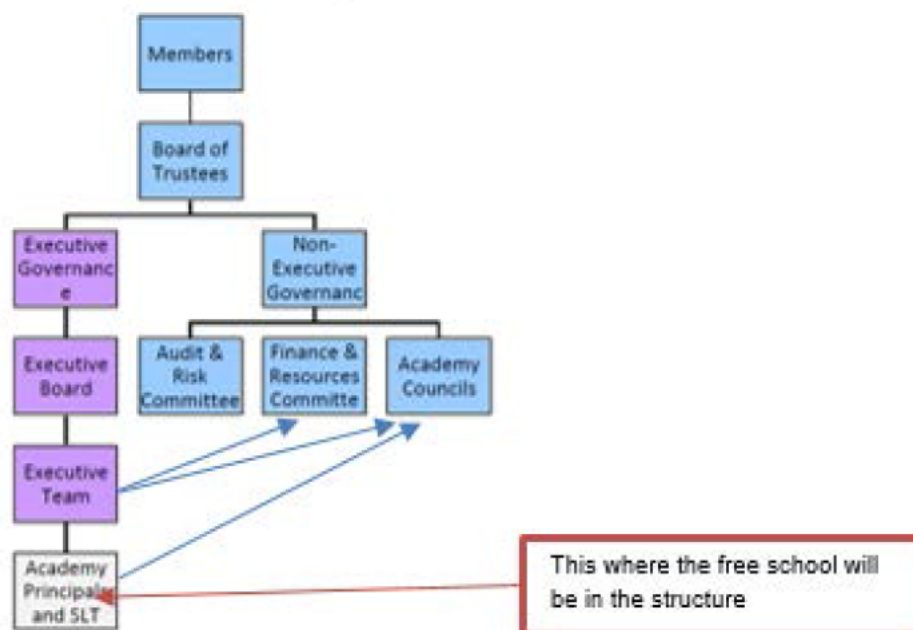 Members
Board of
Trustees
Executive
Governanc
e
Non-
Executive
Governanc
Executive
Board
Audit &
Risk
Committee
Finance &
Resources
Committe
Academy
Councils
Executive
Team
Academy
Principals
and SLT
This where the free school will
be in the structure